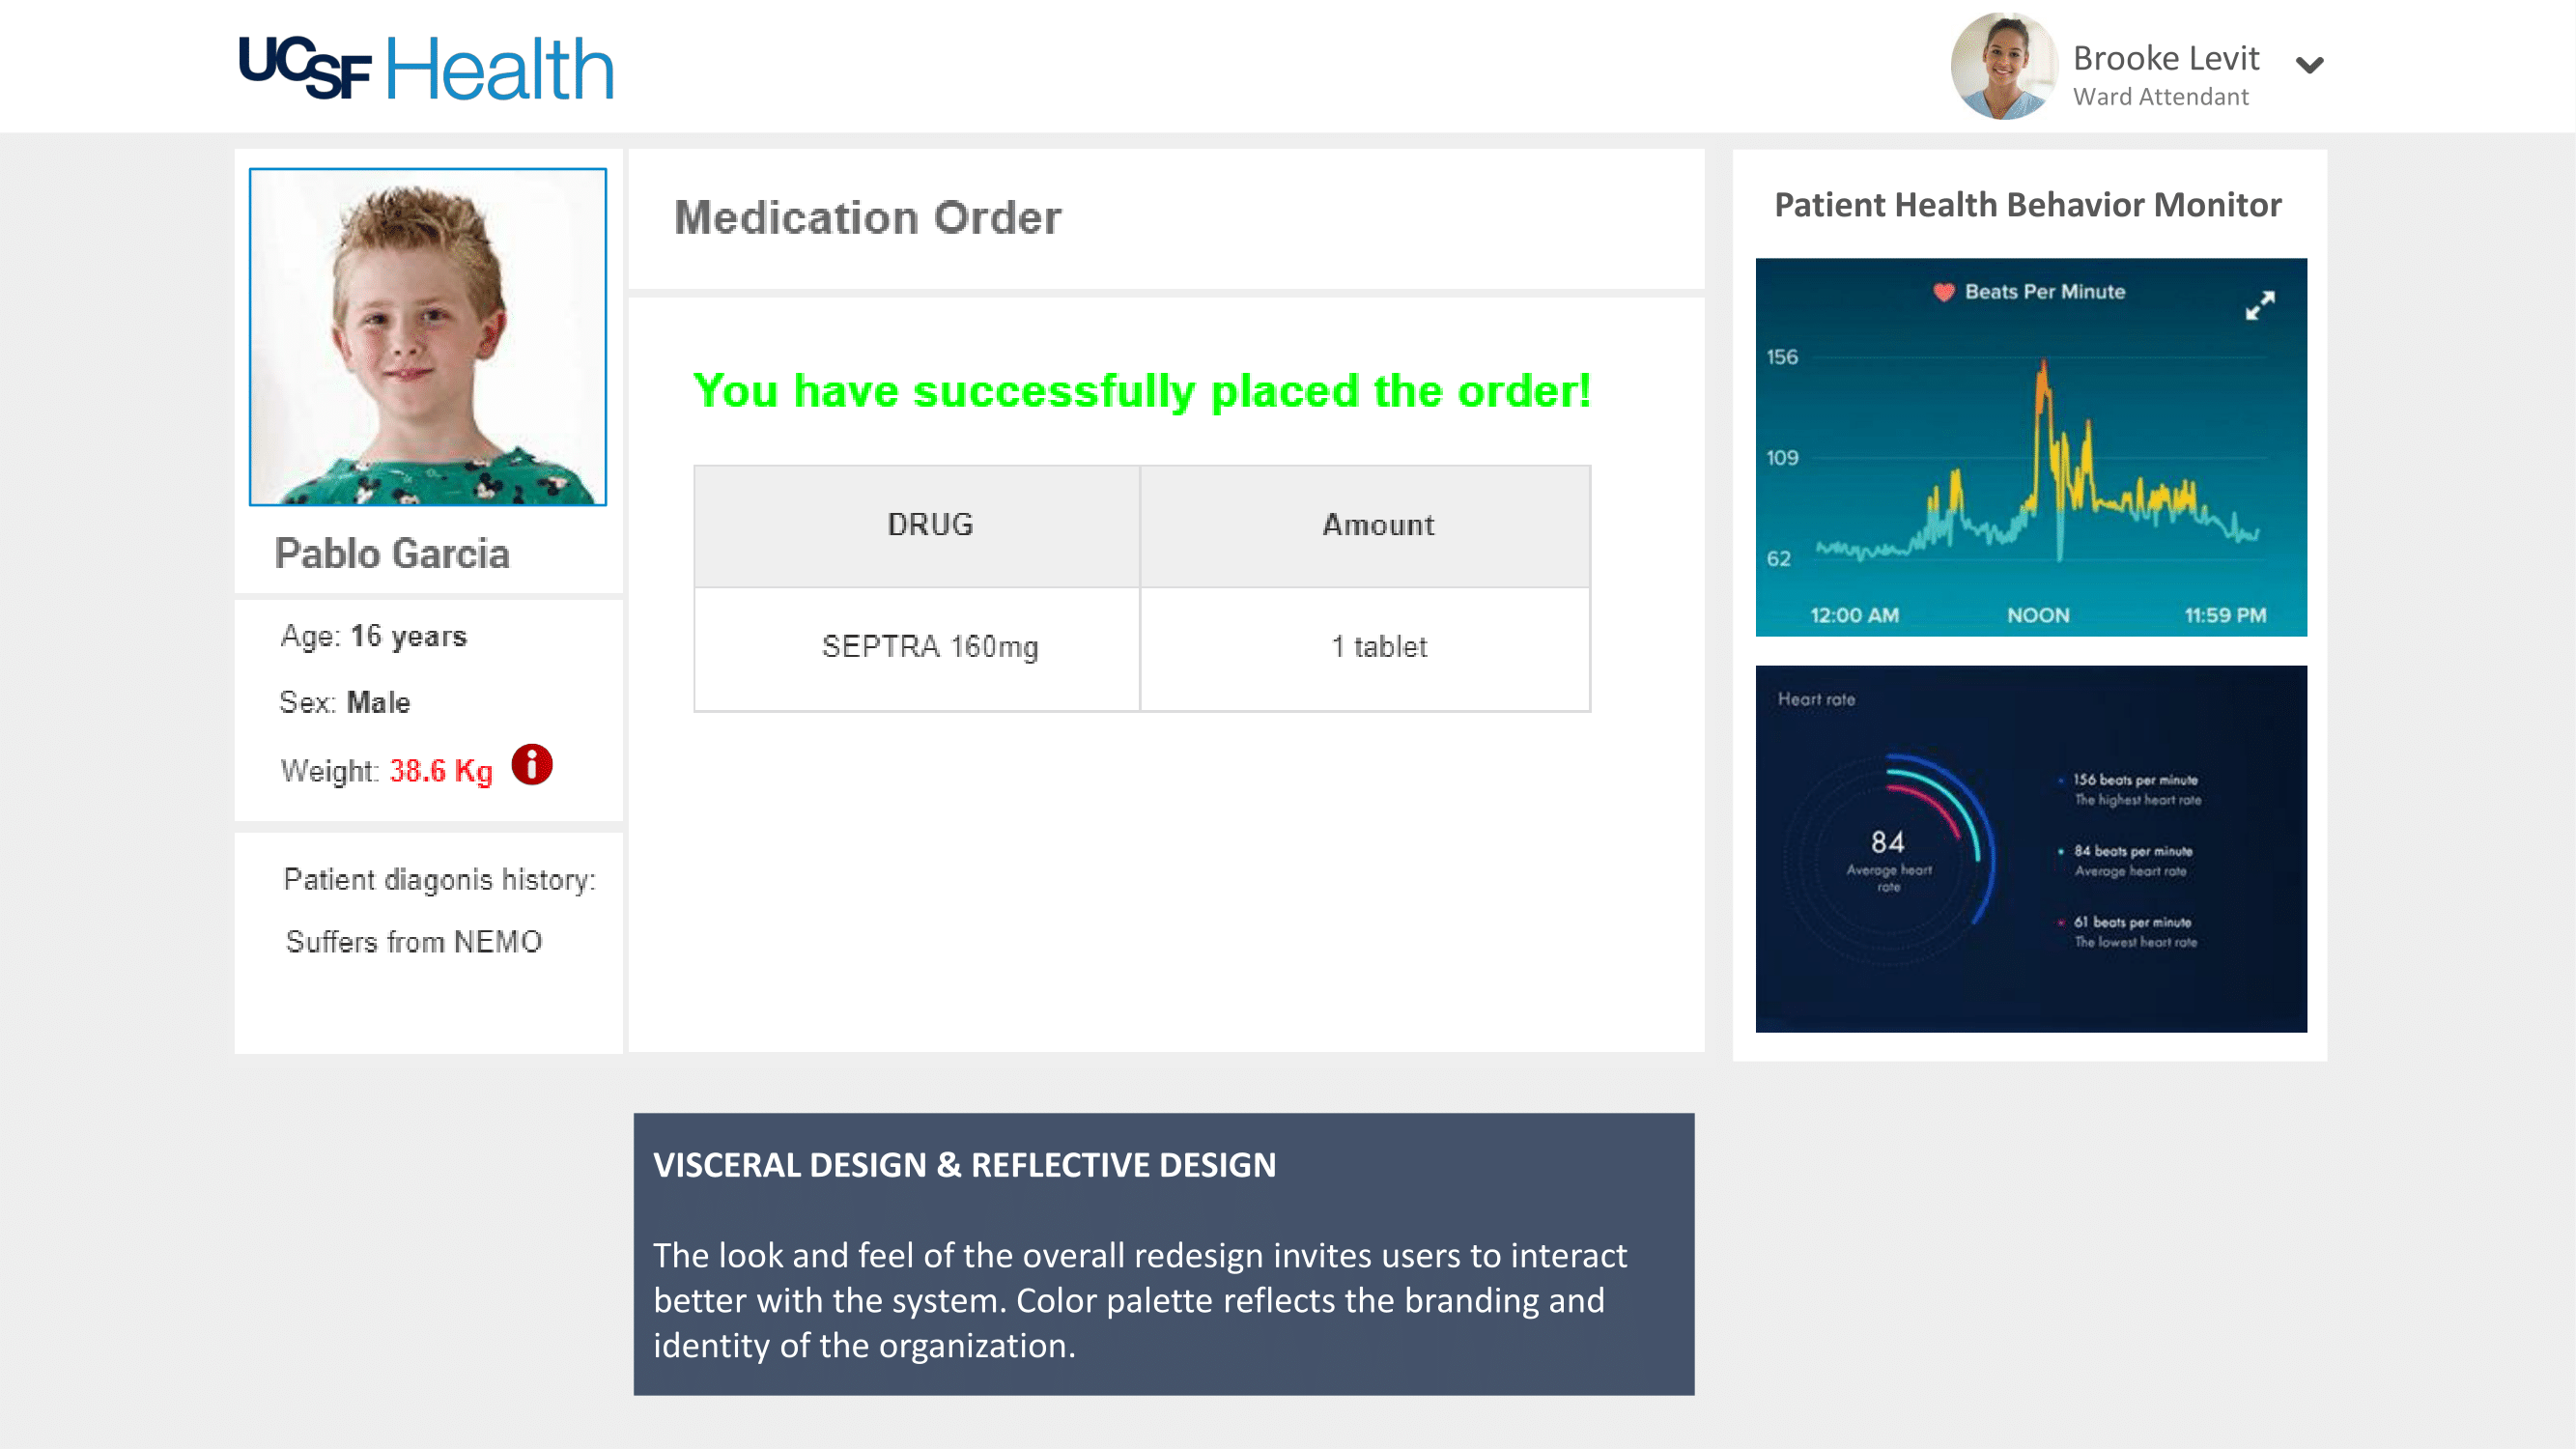 UCSF Health
Brooke Levit
Ward Attendant
Pablo Garcia
Age: 16 years
Sex: Male
Weight: 38.6 Kg
Patient diagonis history:
Suffers from NEMO
Medication Order
You have successfully placed the order!
DRUG Amount
SEPTRA 160mg 1 tablet
Patient Health Behavior Monitor
Beats Per Minute
156
109
62
12:00 AM NOON 11:59 PM
Heart rate
84
Average heart
rate
156 beats per minute
The highest heart rate
84 beats per minute
Average heart rate
61 beats per minute
The lowest heart rate
VISCERAL DESIGN & REFLECTIVE DESIGN
The look and feel of the overall redesign invites users to interact
better with the system. Color palette reflects the branding and
identity of the organization.